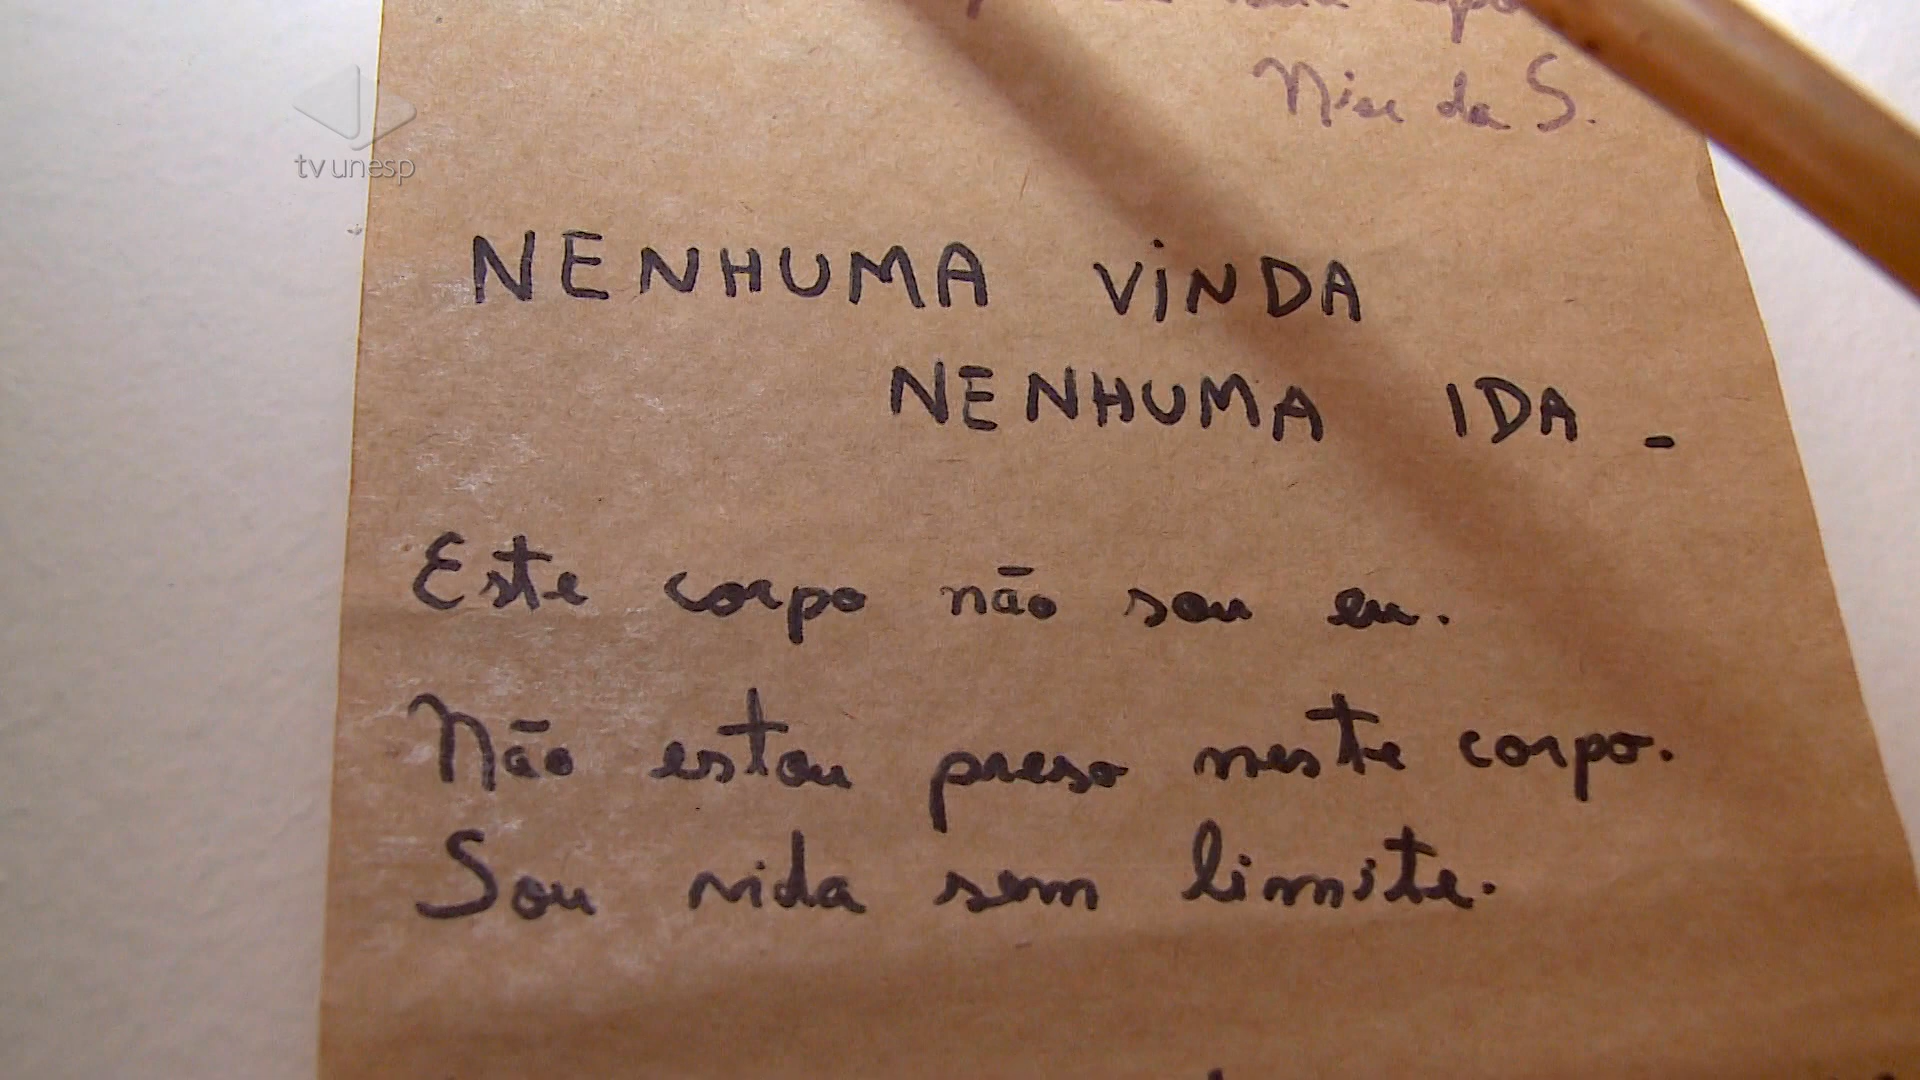 Nise da S.
tv unesp
NENHUMA VINDA
NENHUMA IDA -
Este corpo não sou eu.
Não estou preso neste corpo.
Sou vida sem limite.